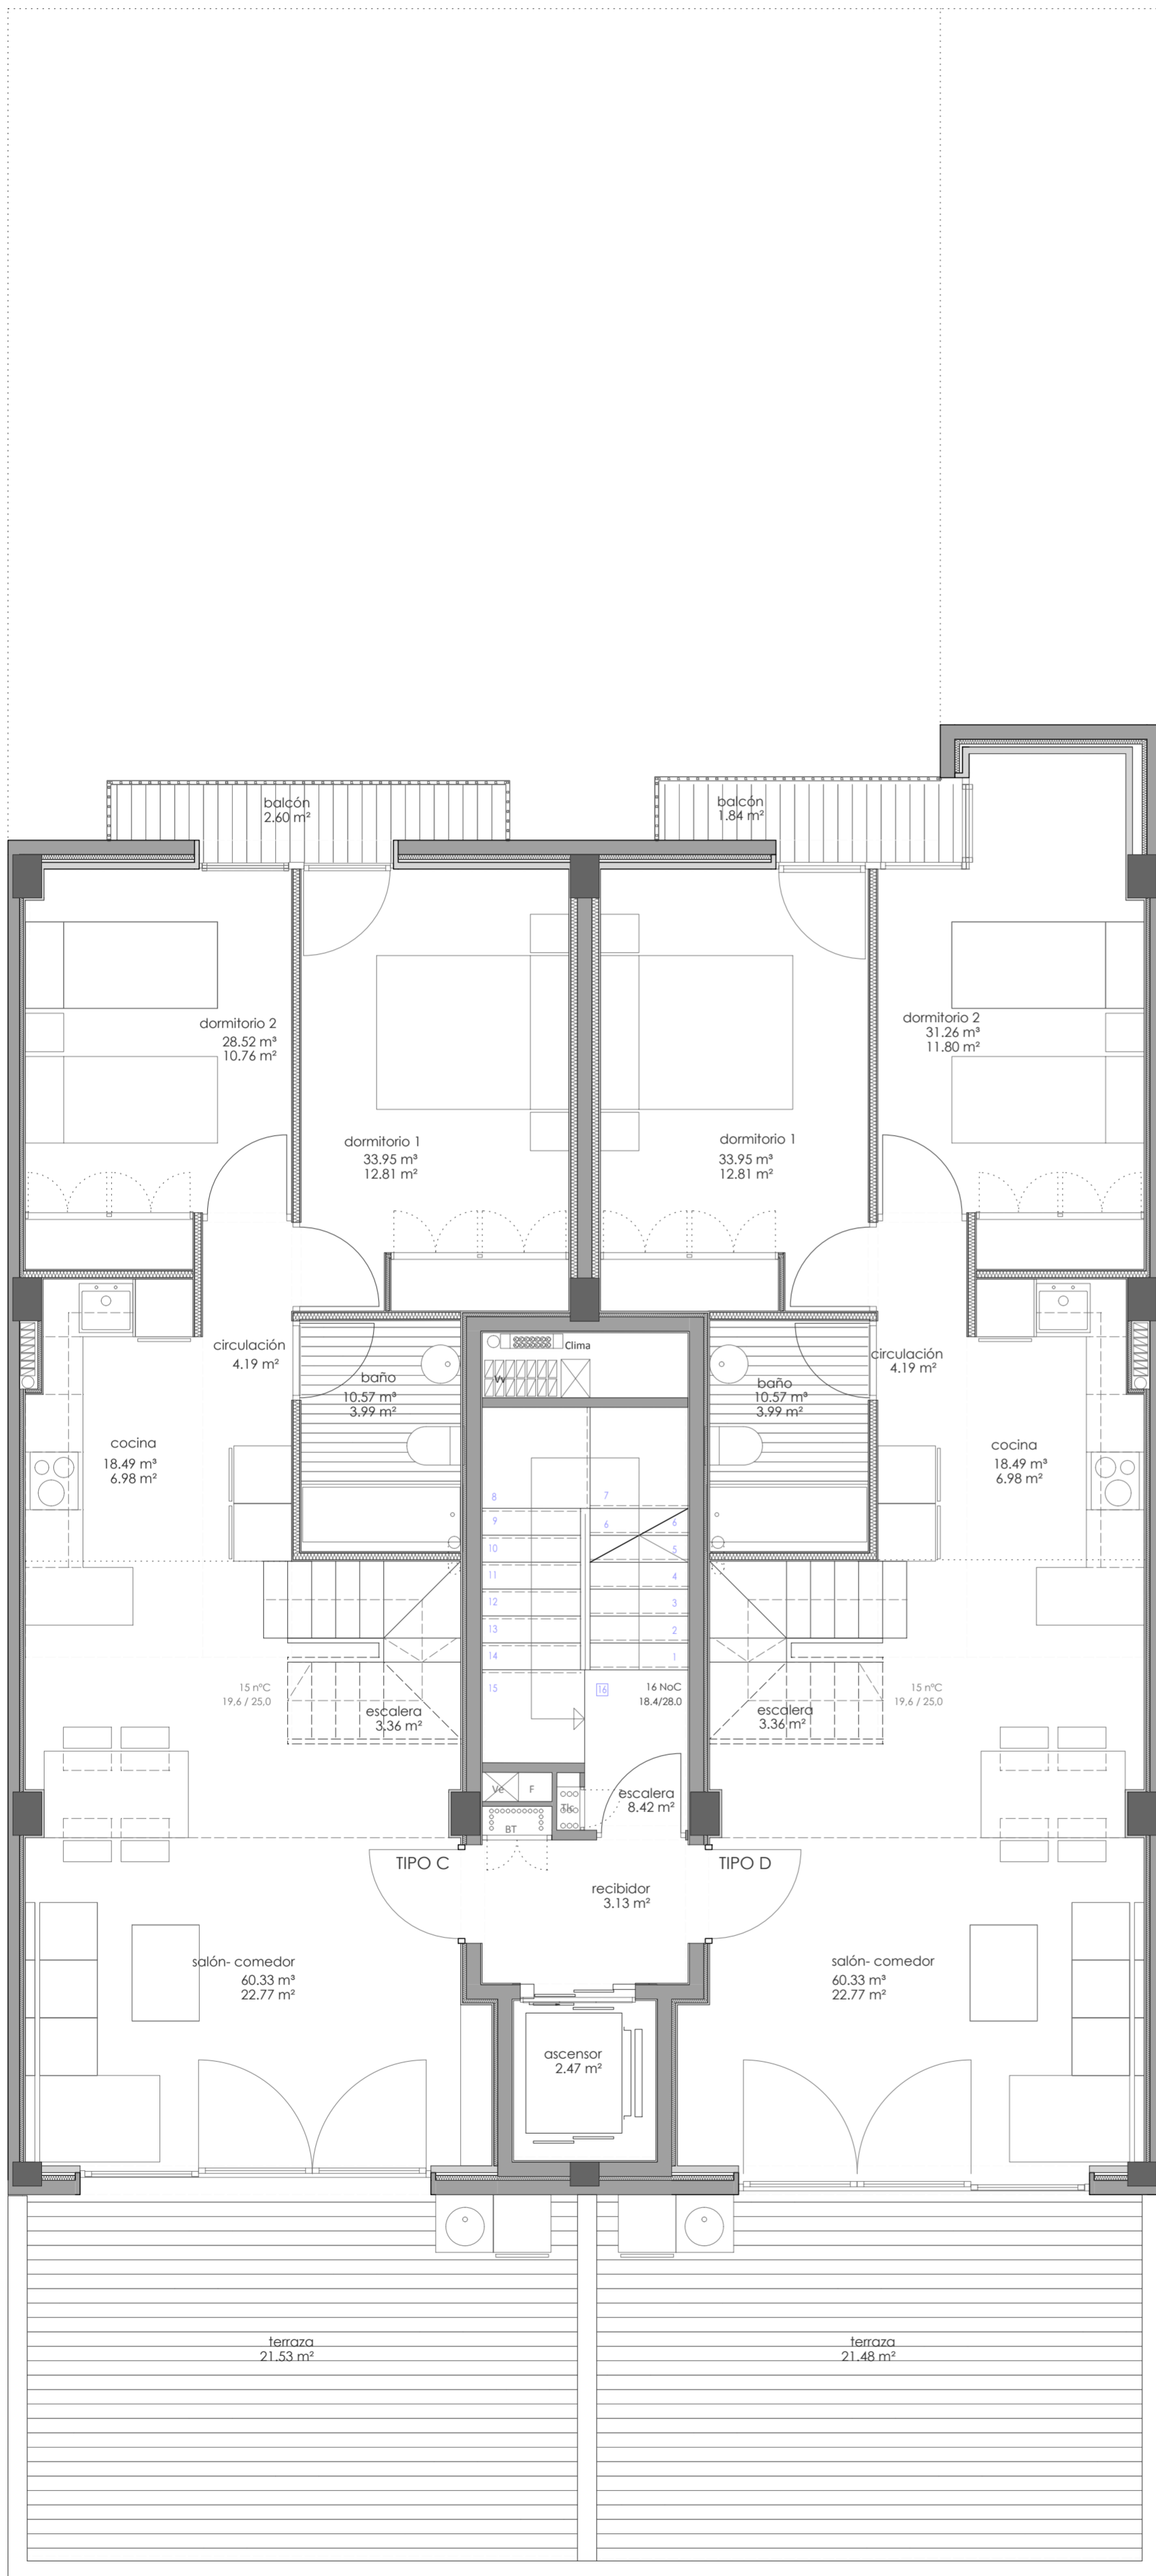 balcón
2.60 m²
balcón
1.84 m²
dormitorio 2
28.52 m³
10.76 m²
dormitorio 2
31.26 m³
11.80 m²
dormitorio 1
33.95 m³
12.81 m²
dormitorio 1
33.95 m³
12.81 m²
circulación
4.19 m²
Clima
Vv
circulación
4.19 m²
baño
10.57 m³
3.99 m²
baño
10.57 m³
3.99 m²
cocina
18.49 m³
6.98 m²
cocina
18.49 m³
6.98 m²
8
7
9
6
6
10
5
11
4
12
3
13
2
14
1
15
16
16 NoC
18.4/28.0
15 nºC
19,6 / 25,0
15 nºC
19,6 / 25,0
escalera
3.36 m²
escalera
3.36 m²
Ve
F
Tlc
BT
escalera
8.42 m²
TIPO C
TIPO D
recibidor
3.13 m²
salón- comedor
60.33 m³
22.77 m²
salón- comedor
60.33 m³
22.77 m²
ascensor
2.47 m²
terraza
21.53 m²
terraza
21.48 m²